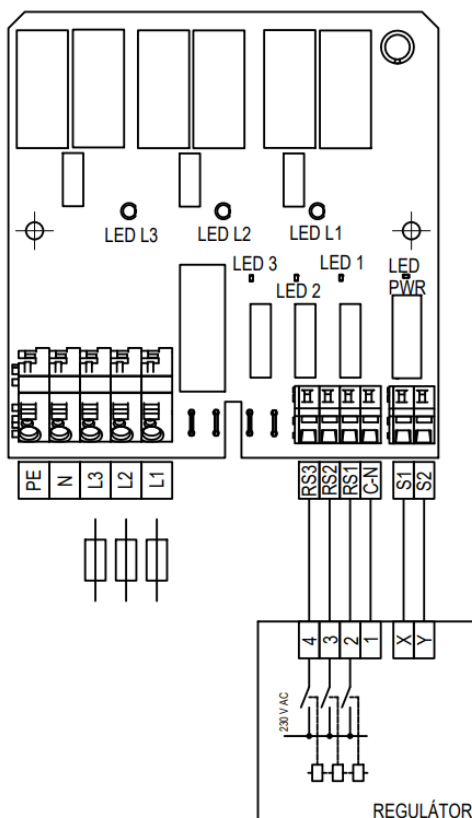 LED L3
LED L2
LED L1
LED 3
LED 2
LED 1
LED
PWR
PE
N
L3
L2
L1
RS3
RS2
RS1
C-N
S1
S2
4
3
2
1
X
Y
230 V AC
REGULÁTOR